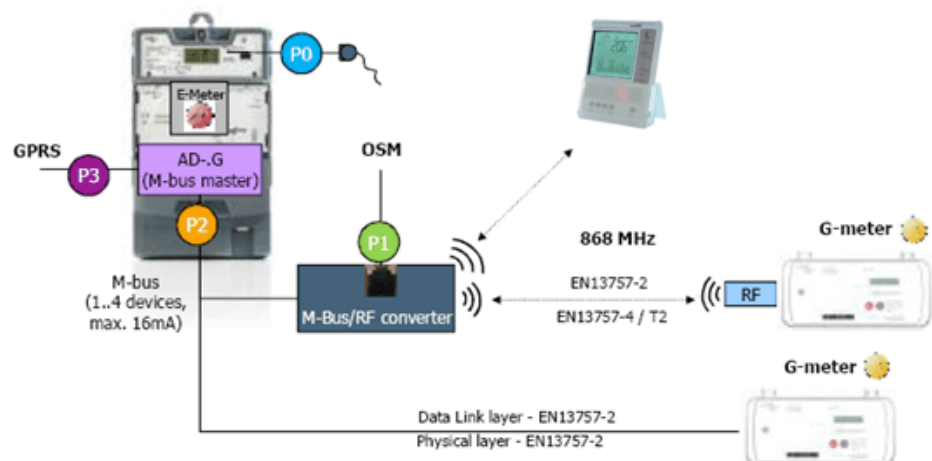 P0
E-Meter
GPRS
P3
AD-.G
(M-bus master)
OSM
P2
P1
868 MHz
G-meter
M-bus
(1..4 devices,
max. 16mA)
M-Bus/RF converter
EN13757-2
EN13757-4 / T2
RF
G-meter
Data Link layer - EN13757-2
Physical layer - EN13757-2